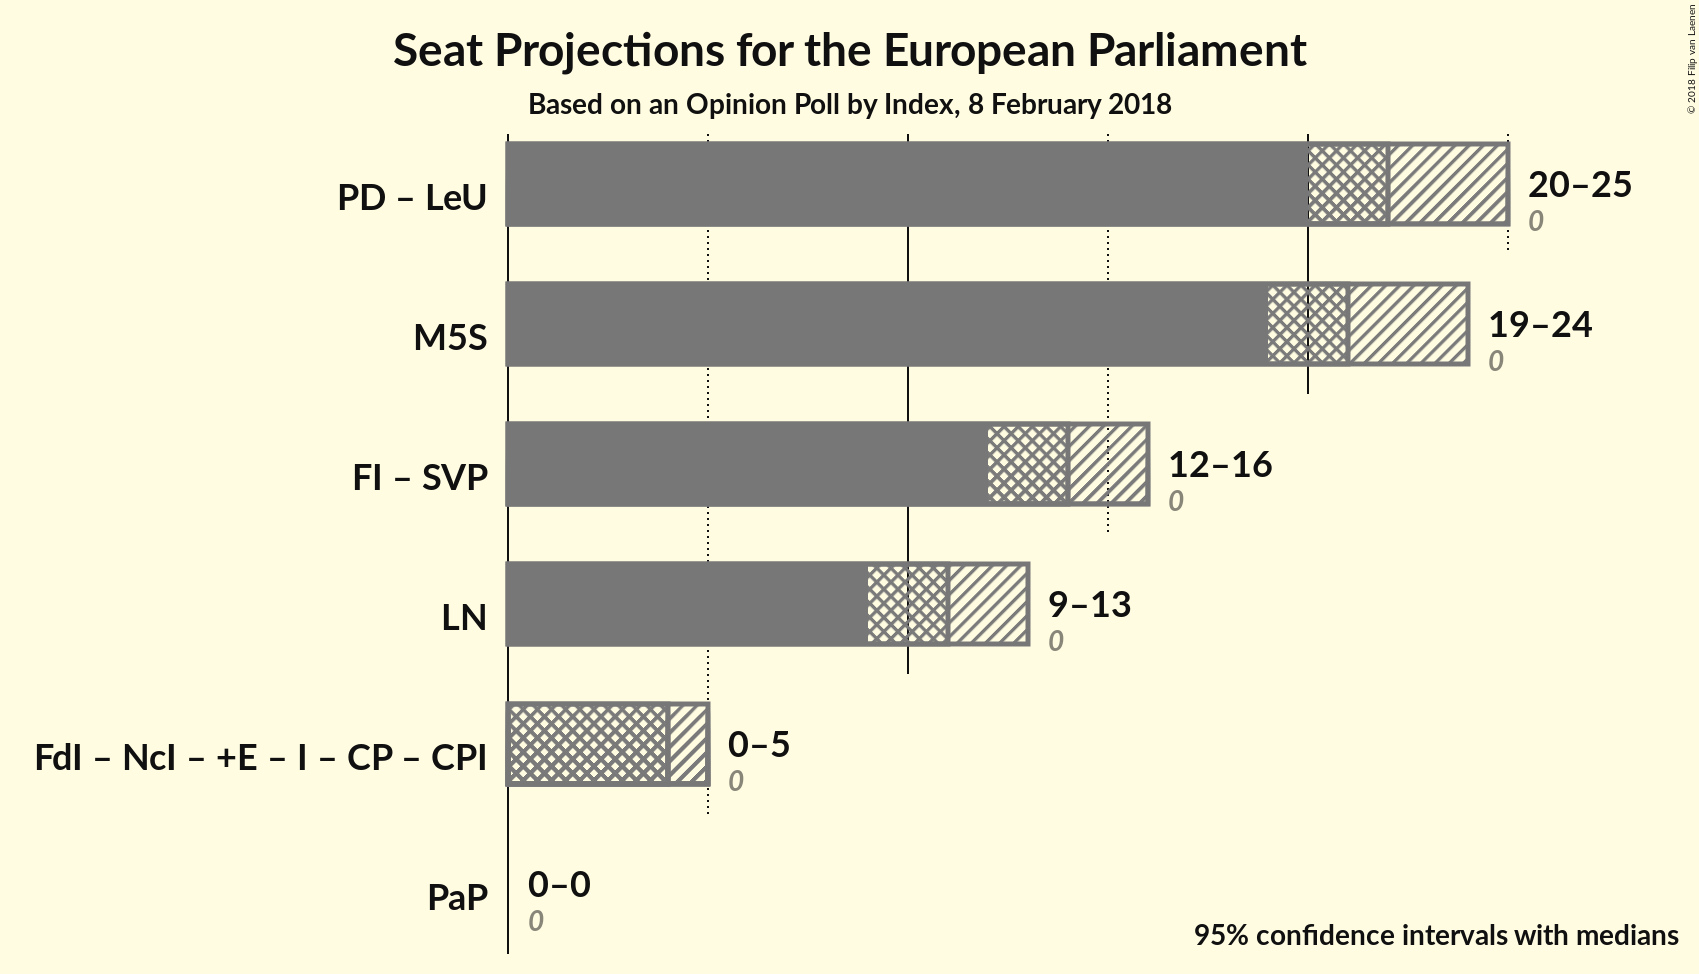 Seat Projections for the European Parliament
Based on an Opinion Poll by Index, 8 February 2018
© 2018 Filip van Laenen
PD – LeU
20–25
0
M5S
19–24
0
FI – SVP
12–16
0
LN
9–13
0
FdI – NcI – +E – I – CP – CPI
0–5
0
PaP
0–0
0
95% confidence intervals with medians